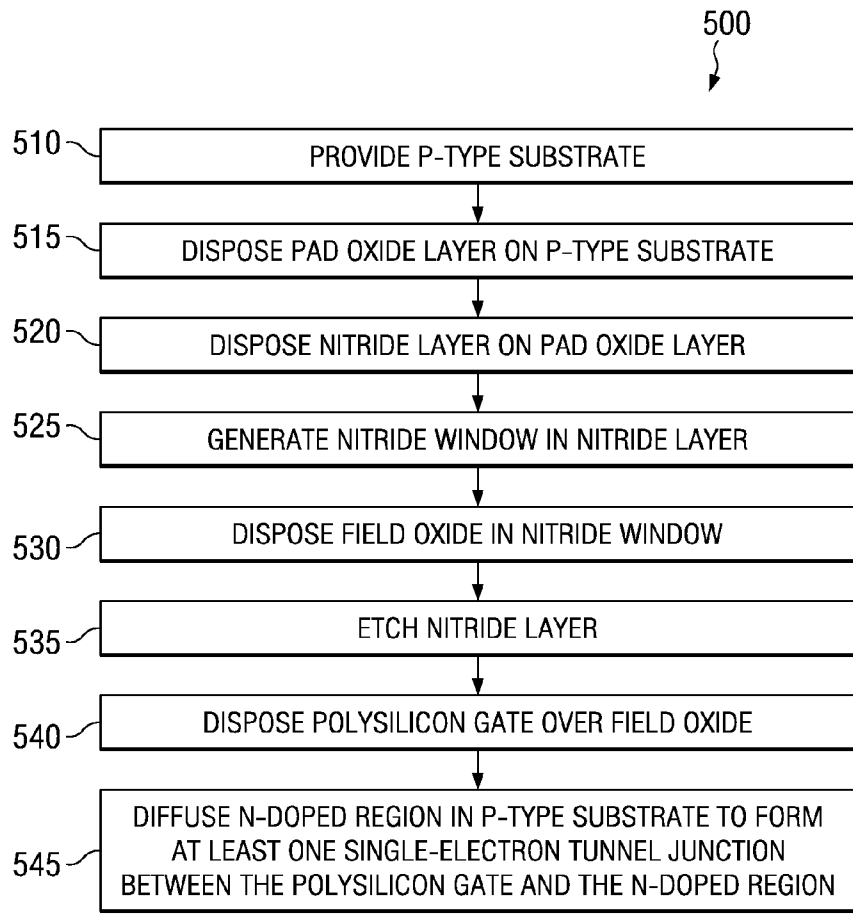 500
510
PROVIDE P-TYPE SUBSTRATE
515
DISPOSE PAD OXIDE LAYER ON P-TYPE SUBSTRATE
520
DISPOSE NITRIDE LAYER ON PAD OXIDE LAYER
525
GENERATE NITRIDE WINDOW IN NITRIDE LAYER
530
DISPOSE FIELD OXIDE IN NITRIDE WINDOW
535
ETCH NITRIDE LAYER
540
DISPOSE POLYSILICON GATE OVER FIELD OXIDE
545
DIFFUSE N-DOPED REGION IN P-TYPE SUBSTRATE TO FORM
AT LEAST ONE SINGLE-ELECTRON TUNNEL JUNCTION
BETWEEN THE POLYSILICON GATE AND THE N-DOPED REGION